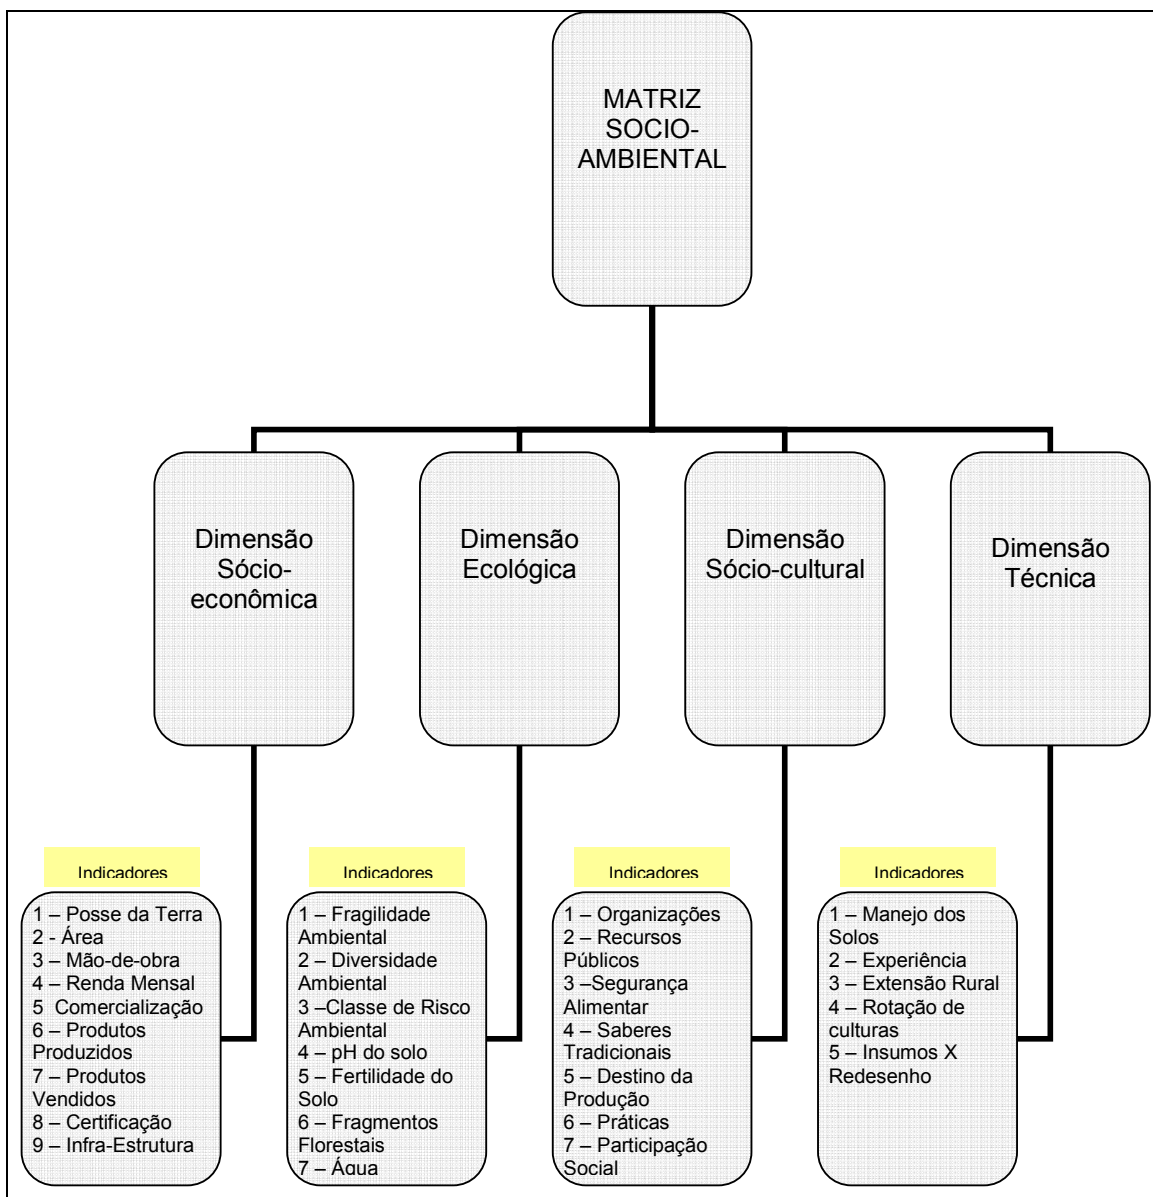 MATRIZ
SOCIO-
AMBIENTAL
Dimensão
Sócio-
econômica
Dimensão
Ecológica
Dimensão
Sócio-cultural
Dimensão
Técnica
Indicadores
1 – Posse da Terra
2 - Área
3 – Mão-de-obra
4 – Renda Mensal
5 Comercialização
6 – Produtos
Produzidos
7 – Produtos
Vendidos
8 – Certificação
9 – Infra-Estrutura
Indicadores
1 – Fragilidade
Ambiental
2 – Diversidade
Ambiental
3 –Classe de Risco
Ambiental
4 – pH do solo
5 – Fertilidade do
Solo
6 – Fragmentos
Florestais
7 – Água
Indicadores
1 – Organizações
2 – Recursos
Públicos
3 –Segurança
Alimentar
4 – Saberes
Tradicionais
5 – Destino da
Produção
6 – Práticas
7 – Participação
Social
Indicadores
1 – Manejo dos
Solos
2 – Experiência
3 – Extensão Rural
4 – Rotação de
culturas
5 – Insumos X
Redesenho